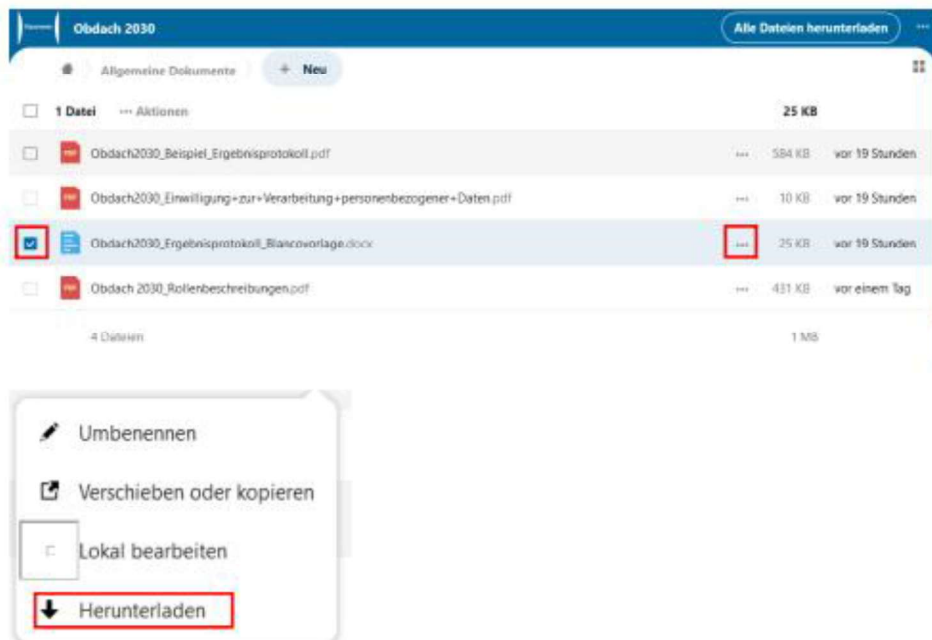 Obdach 2030
Alle Dateien herunterladen
Allgemeine Dokumente + Neu
1 Datei ··· Aktionen 25 KB
Obdach2030_Beispiel_Ergebnisprotokoll.pdf ··· 584 KB vor 19 Stunden
Obdach2030_Einwilligung+zur+Verarbeitung+personenbezogener+Daten.pdf ··· 10 KB vor 19 Stunden
Obdach2030_Ergebnisprotokoll_Blancovorlage.docx ··· 25 KB vor 19 Stunden
Obdach 2030_Rollenbeschreibungen.pdf ··· 431 KB vor einem Tag
4 Dateien 1 MB
Umbenennen
Verschieben oder kopieren
Lokal bearbeiten
Herunterladen